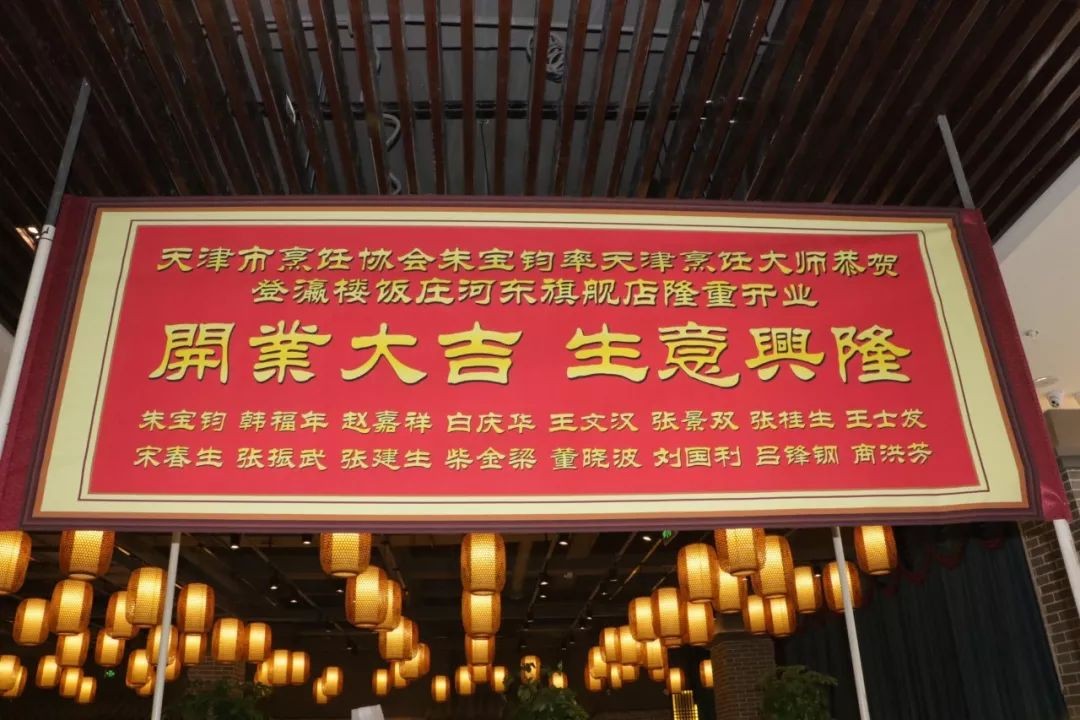 天津市烹饪协会朱宝钧率天津烹饪大师恭贺
登瀛楼饭庄河东旗舰店隆重开业
開業大吉 生意興隆
朱宝钧 韩福年 赵嘉祥 白庆华 王文汉 张景双 张桂生 王士发
宋春生 张振武 张建生 柴金梁 董晓波 刘国利 吕锋钢 商洪芳